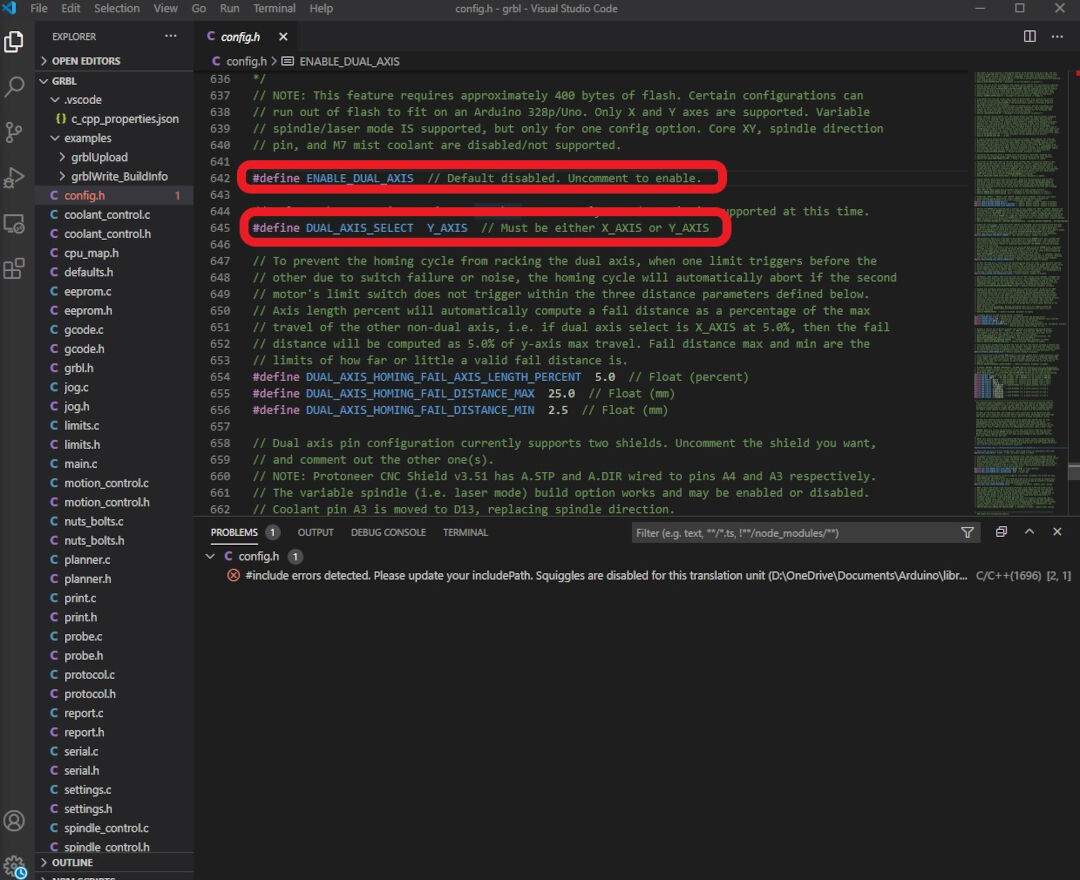 File Edit Selection View Go Run Terminal Help
config.h - grbl - Visual Studio Code
EXPLORER
OPEN EDITORS
GRBL
.vscode
{} c_cpp_properties.json
examples
grblUpload
grblWrite_BuildInfo
C config.h 1
C coolant_control.c
C coolant_control.h
C cpu_map.h
C defaults.h
C eeprom.c
C eeprom.h
C gcode.c
C gcode.h
C grbl.h
C jog.c
C jog.h
C limits.c
C limits.h
C main.c
C motion_control.c
C motion_control.h
C nuts_bolts.c
C nuts_bolts.h
C planner.c
C planner.h
C print.c
C print.h
C probe.c
C probe.h
C protocol.c
C protocol.h
C report.c
C report.h
C serial.c
C serial.h
C settings.c
C settings.h
C spindle_control.c
C spindle_control.h
OUTLINE
NPM SCRIPTS
C config.h
C config.h > ENABLE_DUAL_AXIS
636 */
637 // NOTE: This feature requires approximately 400 bytes of flash. Certain configurations can
638 // run out of flash to fit on an Arduino 328p/Uno. Only X and Y axes are supported. Variable
639 // spindle/laser mode IS supported, but only for one config option. Core XY, spindle direction
640 // pin, and M7 mist coolant are disabled/not supported.
641
642 #define ENABLE_DUAL_AXIS // Default disabled. Uncomment to enable.
643
644 supported at this time.
645 #define DUAL_AXIS_SELECT Y_AXIS // Must be either X_AXIS or Y_AXIS
646
647 // To prevent the homing cycle from racking the dual axis, when one limit triggers before the
648 // other due to switch failure or noise, the homing cycle will automatically abort if the second
649 // motor's limit switch does not trigger within the three distance parameters defined below.
650 // Axis length percent will automatically compute a fail distance as a percentage of the max
651 // travel of the other non-dual axis, i.e. if dual axis select is X_AXIS at 5.0%, then the fail
652 // distance will be computed as 5.0% of y-axis max travel. Fail distance max and min are the
653 // limits of how far or little a valid fail distance is.
654 #define DUAL_AXIS_HOMING_FAIL_AXIS_LENGTH_PERCENT 5.0 // Float (percent)
655 #define DUAL_AXIS_HOMING_FAIL_DISTANCE_MAX 25.0 // Float (mm)
656 #define DUAL_AXIS_HOMING_FAIL_DISTANCE_MIN 2.5 // Float (mm)
657
658 // Dual axis pin configuration currently supports two shields. Uncomment the shield you want,
659 // and comment out the other one(s).
660 // NOTE: Protoneer CNC Shield v3.51 has A.STP and A.DIR wired to pins A4 and A3 respectively.
661 // The variable spindle (i.e. laser mode) build option works and may be enabled or disabled.
662 // Coolant pin A3 is moved to D13, replacing spindle direction.
PROBLEMS 1 OUTPUT DEBUG CONSOLE TERMINAL
Filter (e.g. text, **/*.ts, !**/node_modules/**)
C config.h 1
#include errors detected. Please update your includePath. Squiggles are disabled for this translation unit (D:\OneDrive\Documents\Arduino\libr... C/C++(1696) [2, 1]